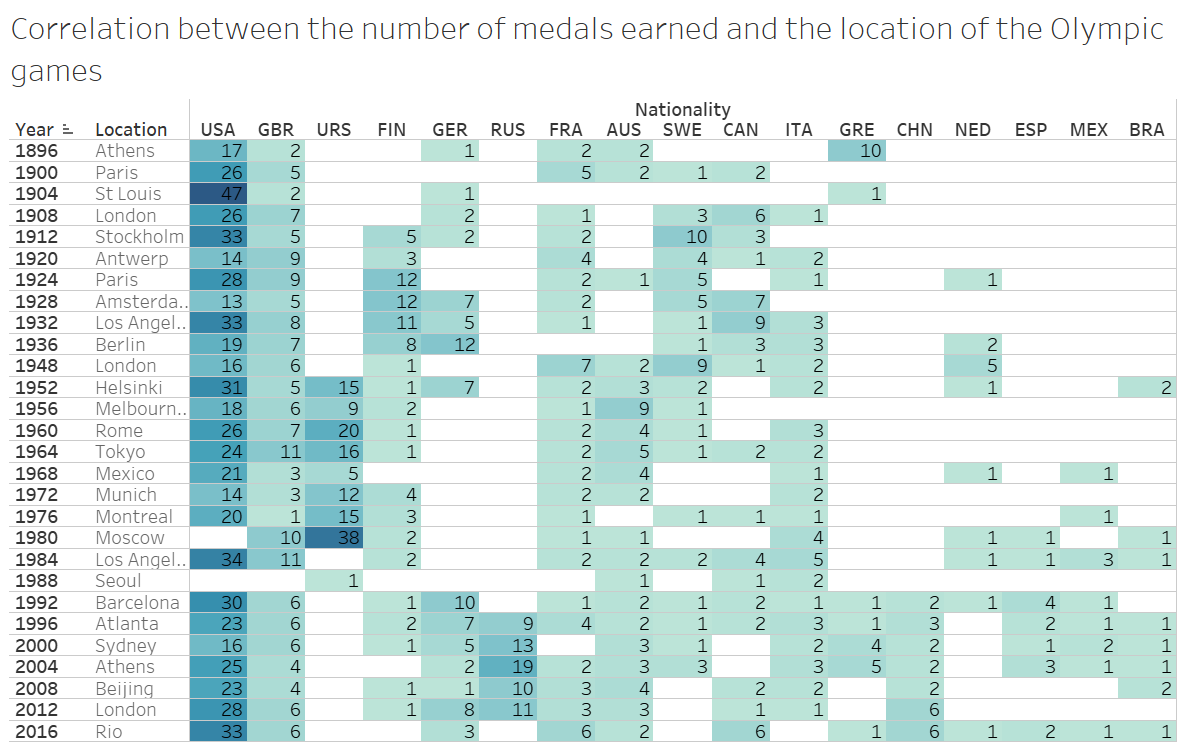 Correlation between the number of medals earned and the location of the Olympic
games
Nationality
Year Location USA GBR URS FIN GER RUS FRA AUS SWE CAN ITA GRE CHN NED ESP MEX BRA
1896 Athens 17 2 1 2 2 10
1900 Paris 26 5 5 2 1 2
1904 St Louis 47 2 1 1
1908 London 26 7 2 1 3 6 1
1912 Stockholm 33 5 5 2 2 10 3
1920 Antwerp 14 9 3 4 4 1 2
1924 Paris 28 9 12 2 1 5 1 1
1928 Amsterda.. 13 5 12 7 2 5 7
1932 Los Angel.. 33 8 11 5 1 1 9 3
1936 Berlin 19 7 8 12 1 3 3 2
1948 London 16 6 1 7 2 9 1 2 5
1952 Helsinki 31 5 15 1 7 2 3 2 2 1 2
1956 Melbourn.. 18 6 9 2 1 9 1
1960 Rome 26 7 20 1 2 4 1 3
1964 Tokyo 24 11 16 1 2 5 1 2 2
1968 Mexico 21 3 5 2 4 1 1 1
1972 Munich 14 3 12 4 2 2 2
1976 Montreal 20 1 15 3 1 1 1 1 1
1980 Moscow 10 38 2 1 1 4 1 1 1
1984 Los Angel.. 34 11 2 2 2 2 4 5 1 1 3 1
1988 Seoul 1 1 1 2
1992 Barcelona 30 6 1 10 1 2 1 2 1 1 2 1 4 1
1996 Atlanta 23 6 2 7 9 4 2 1 2 3 1 3 2 1 1
2000 Sydney 16 6 1 5 13 3 1 2 4 2 1 2 1
2004 Athens 25 4 2 19 2 3 3 3 5 2 3 1 1
2008 Beijing 23 4 1 1 10 3 4 2 2 2 2
2012 London 28 6 1 8 11 3 3 1 1 6
2016 Rio 33 6 3 6 2 6 1 6 1 2 1 1